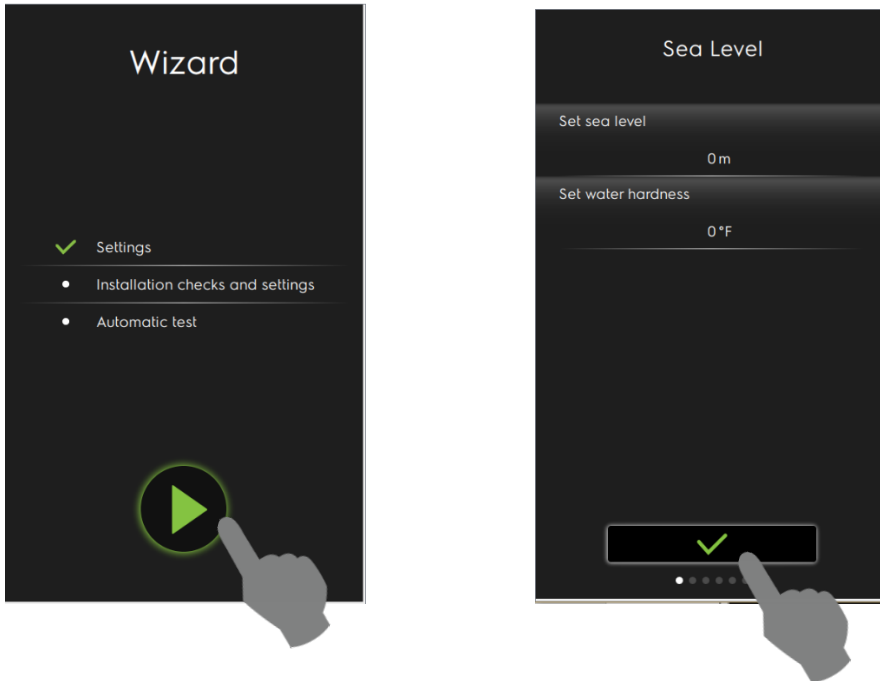 Wizard
Settings
Installation checks and settings
Automatic test
Sea Level
Set sea level
0 m
Set water hardness
0 °F